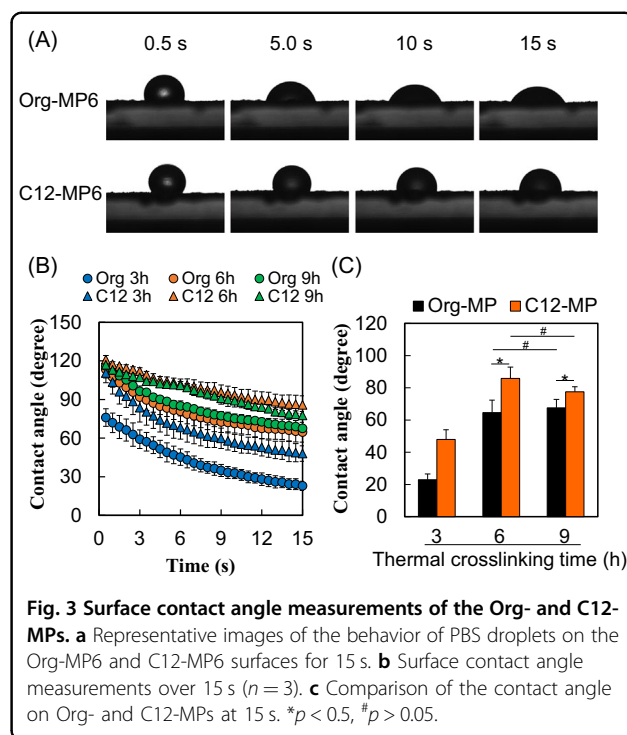 (A)
0.5 s 5.0 s 10 s 15 s
Org-MP6
C12-MP6
(B)
Org 3h Org 6h Org 9h
C12 3h C12 6h C12 9h
150
120
90
60
30
0
Contact angle (degree)
0 3 6 9 12 15
Time (s)
(C)
Org-MP C12-MP
120
100
80
60
40
20
0
Contact angle (degree)
#
#
* *
3 6 9
Thermal crosslinking time (h)
Fig. 3 Surface contact angle measurements of the Org- and C12-
MPs. a Representative images of the behavior of PBS droplets on the
Org-MP6 and C12-MP6 surfaces for 15 s. b Surface contact angle
measurements over 15 s (n = 3). c Comparison of the contact angle
on Org- and C12-MPs at 15 s. *p < 0.5, #p > 0.05.